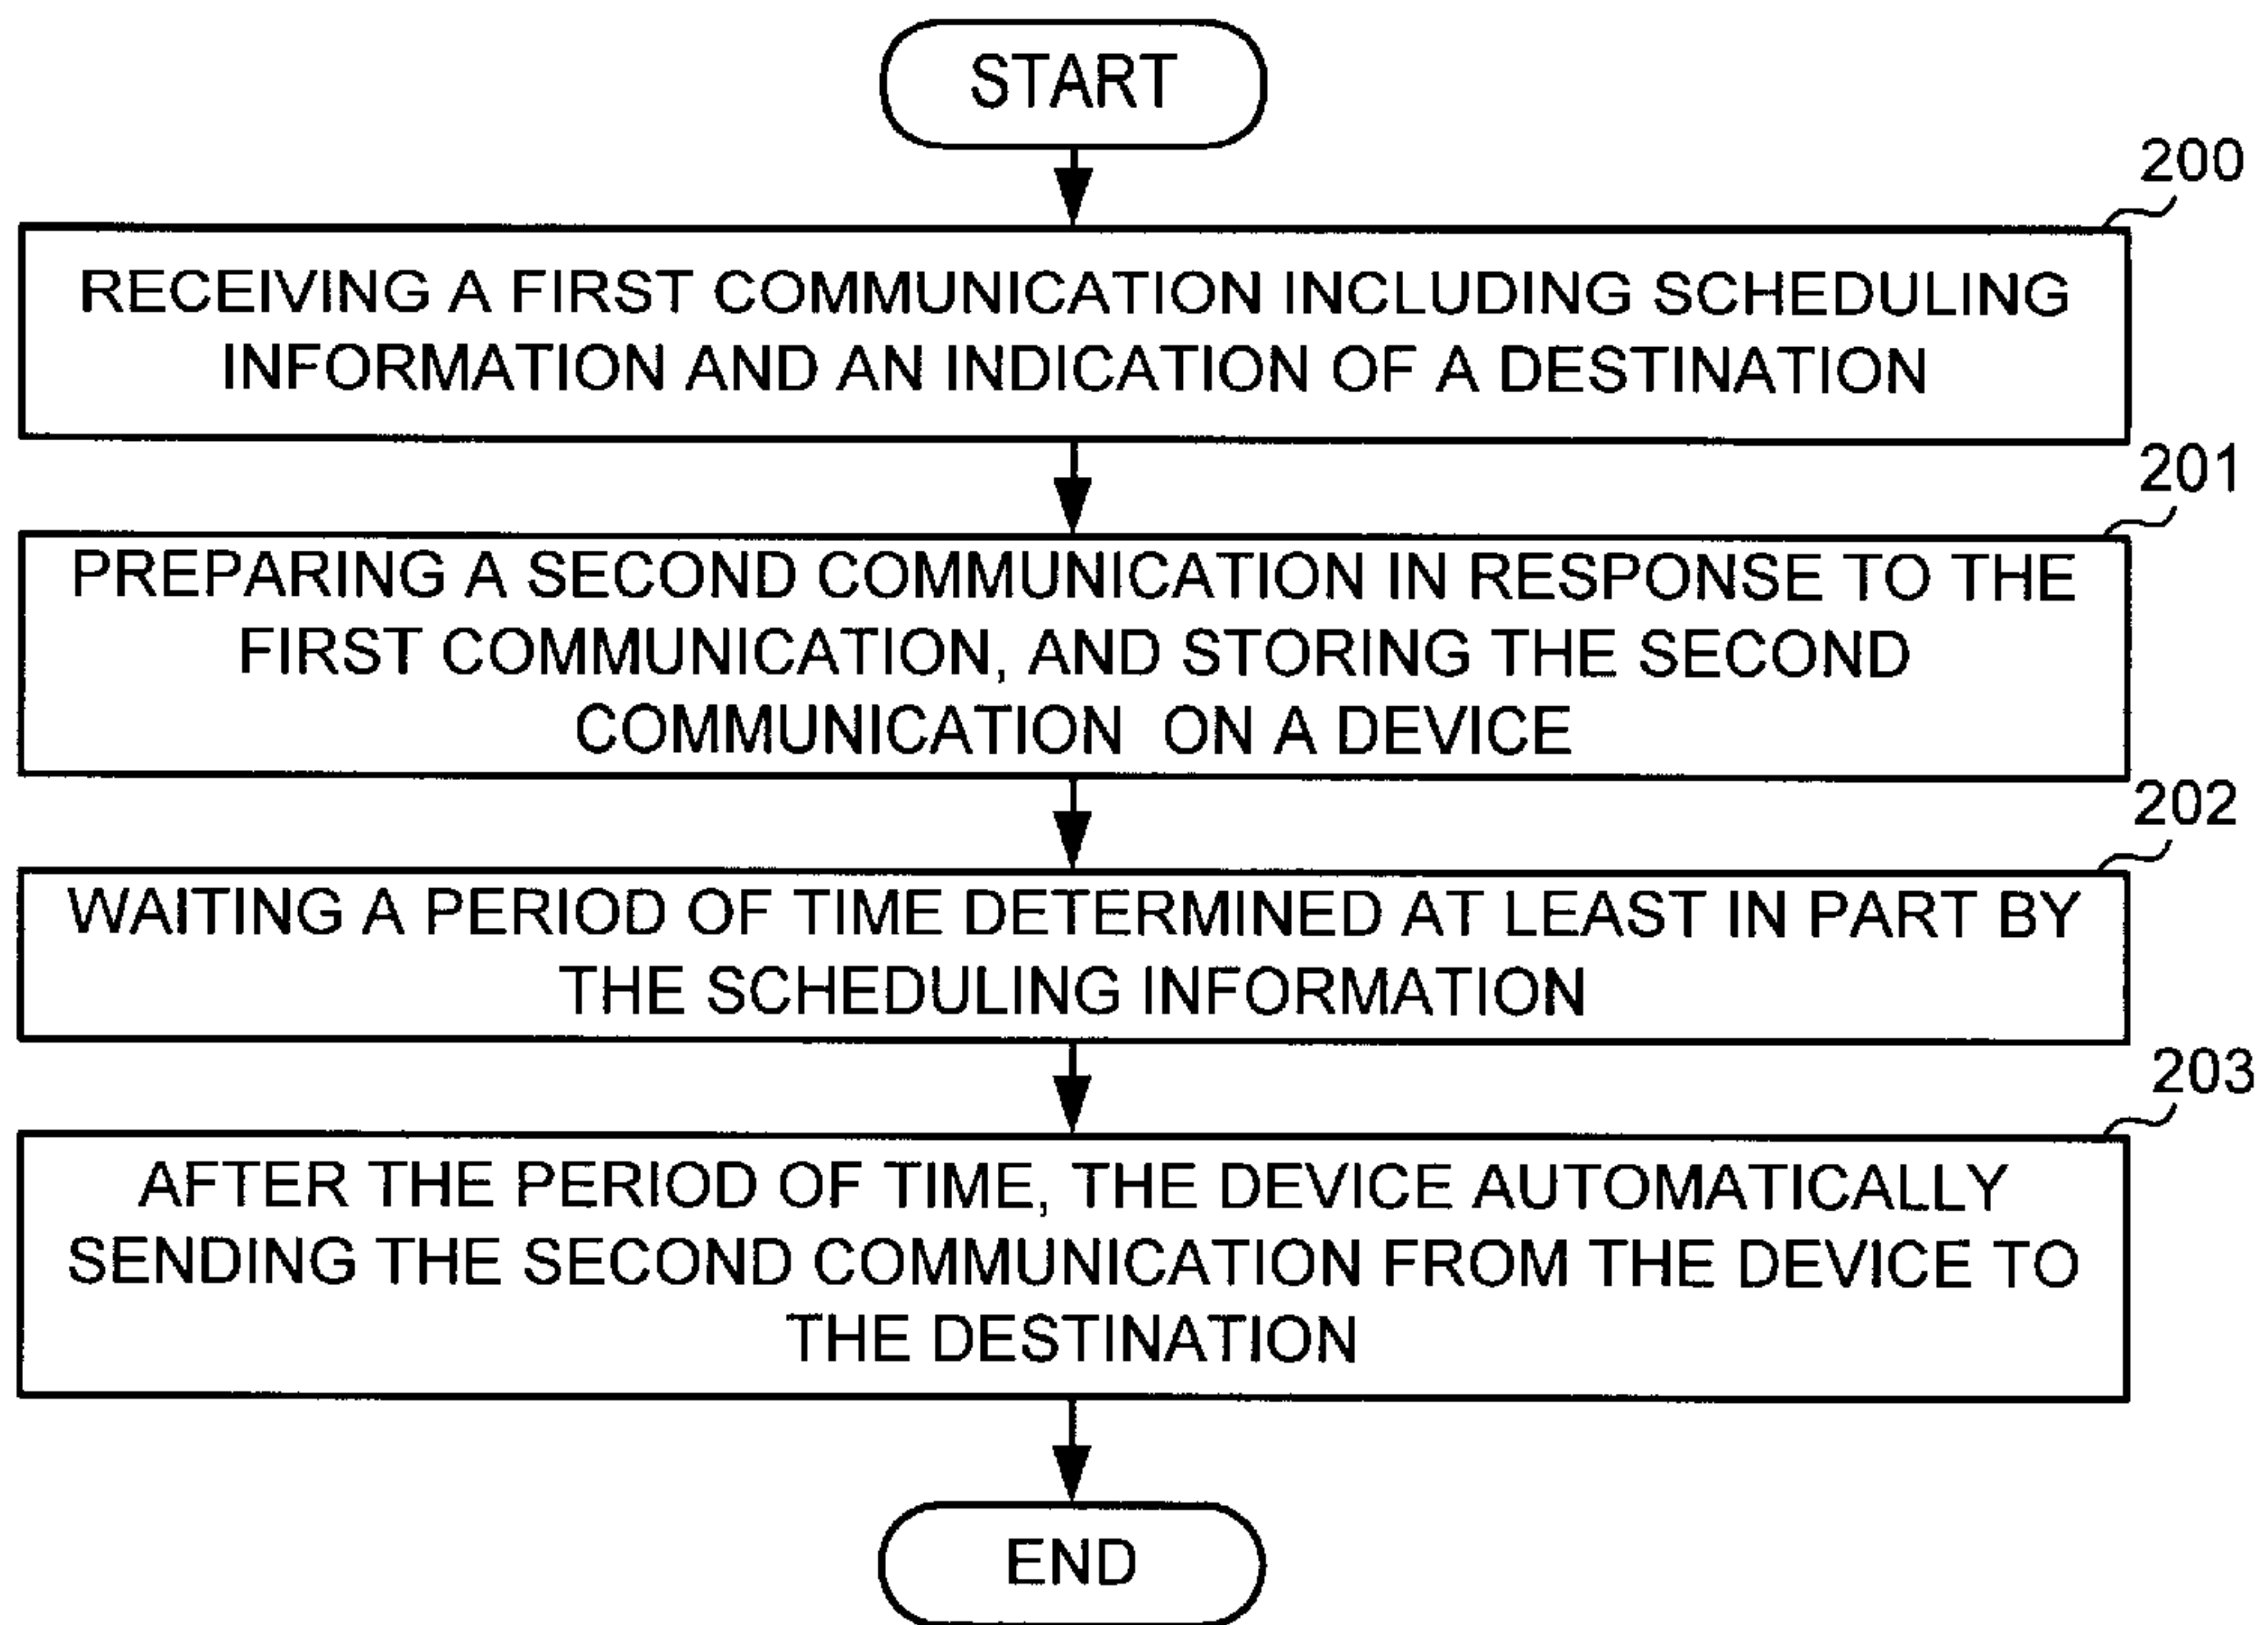 START
200
RECEIVING A FIRST COMMUNICATION INCLUDING SCHEDULING
INFORMATION AND AN INDICATION OF A DESTINATION
201
PREPARING A SECOND COMMUNICATION IN RESPONSE TO THE
FIRST COMMUNICATION, AND STORING THE SECOND
COMMUNICATION ON A DEVICE
202
WAITING A PERIOD OF TIME DETERMINED AT LEAST IN PART BY
THE SCHEDULING INFORMATION
203
AFTER THE PERIOD OF TIME, THE DEVICE AUTOMATICALLY
SENDING THE SECOND COMMUNICATION FROM THE DEVICE TO
THE DESTINATION
END